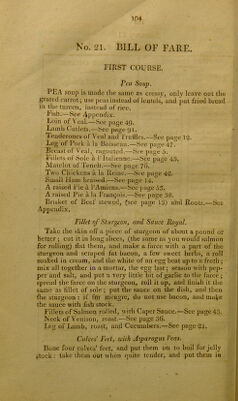 104
No. 21. BILL OF FARE.
FIRST COURSE.
Pea Soup.
PEA soup is made the same as cressy, only leave out the
grated carrot; use peas instead of lentils, and put fried bread
in the tureen, instead of rice.
Fish.—See Appendix.
Loin of Veal.—See page 49.
Lamb Cutlets.—See page 91.
Tenderones of Veal and Truffles.—See page 12.
Leg of Pork à la Boisseau.—See page 47.
Breast of Veal, ragouted.—See page 5.
Fillets of Sole à l'Italienne.—See page 45.
Matelot of Tench.—See page 76.
Two Chickens à la Reine.—See page 42.
Small Ham braised.—See page 14.
A raised Pie à l'Amiens.—See page 55.
A raised Pie à la François.—See page 58.
Brisket of Beef stewed, (see page 15) and Roots.—See
Appendix.
Fillet of Sturgeon, and Sauce Royal.
Take the skin off a piece of sturgeon of about a pound or
better; cut it in long slices, (the same as you would salmon
for rolling) flat them, and make a farce with a part of the
sturgeon and scraped fat bacon, a few sweet herbs, a roll
soaked in cream, and the white of an egg beat up to a froth;
mix all together in a mortar, the egg last; season with pep-
per and salt, and put a very little bit of garlic to the farce;
spread the farce on the sturgeon, roll it up, and finish it the
same as fillet of sole; put the sauce on the dish, and then
the sturgeon: if for meagre, do not use bacon, and make
the sauce with fish stock.
Fillets of Salmon rolled, with Caper Sauce.—See page 45.
Neck of Venison, roast.—See page 36.
Leg of Lamb, roast, and Cucumbers.—See page 21.
Calves' Feet, with Asparagus Peas.
Bone four calves' feet, and put them on to boil for jelly
stock: take them out when quite tender, and put them in